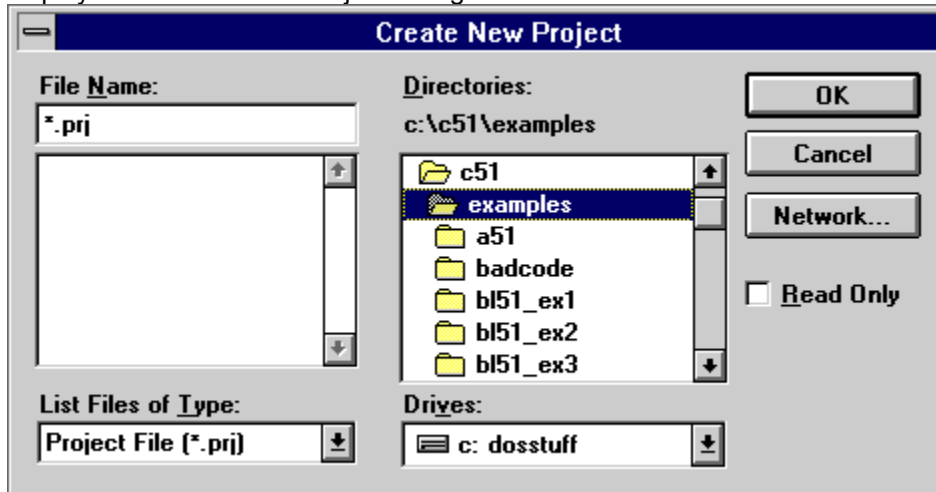 Create New Project
File Name:
*.prj
Directories:
c:\c51\examples
c51
examples
a51
badcode
bl51_ex1
bl51_ex2
bl51_ex3
OK
Cancel
Network...
Read Only
List Files of Type:
Project File (*.prj)
Drives:
c: dosstuff